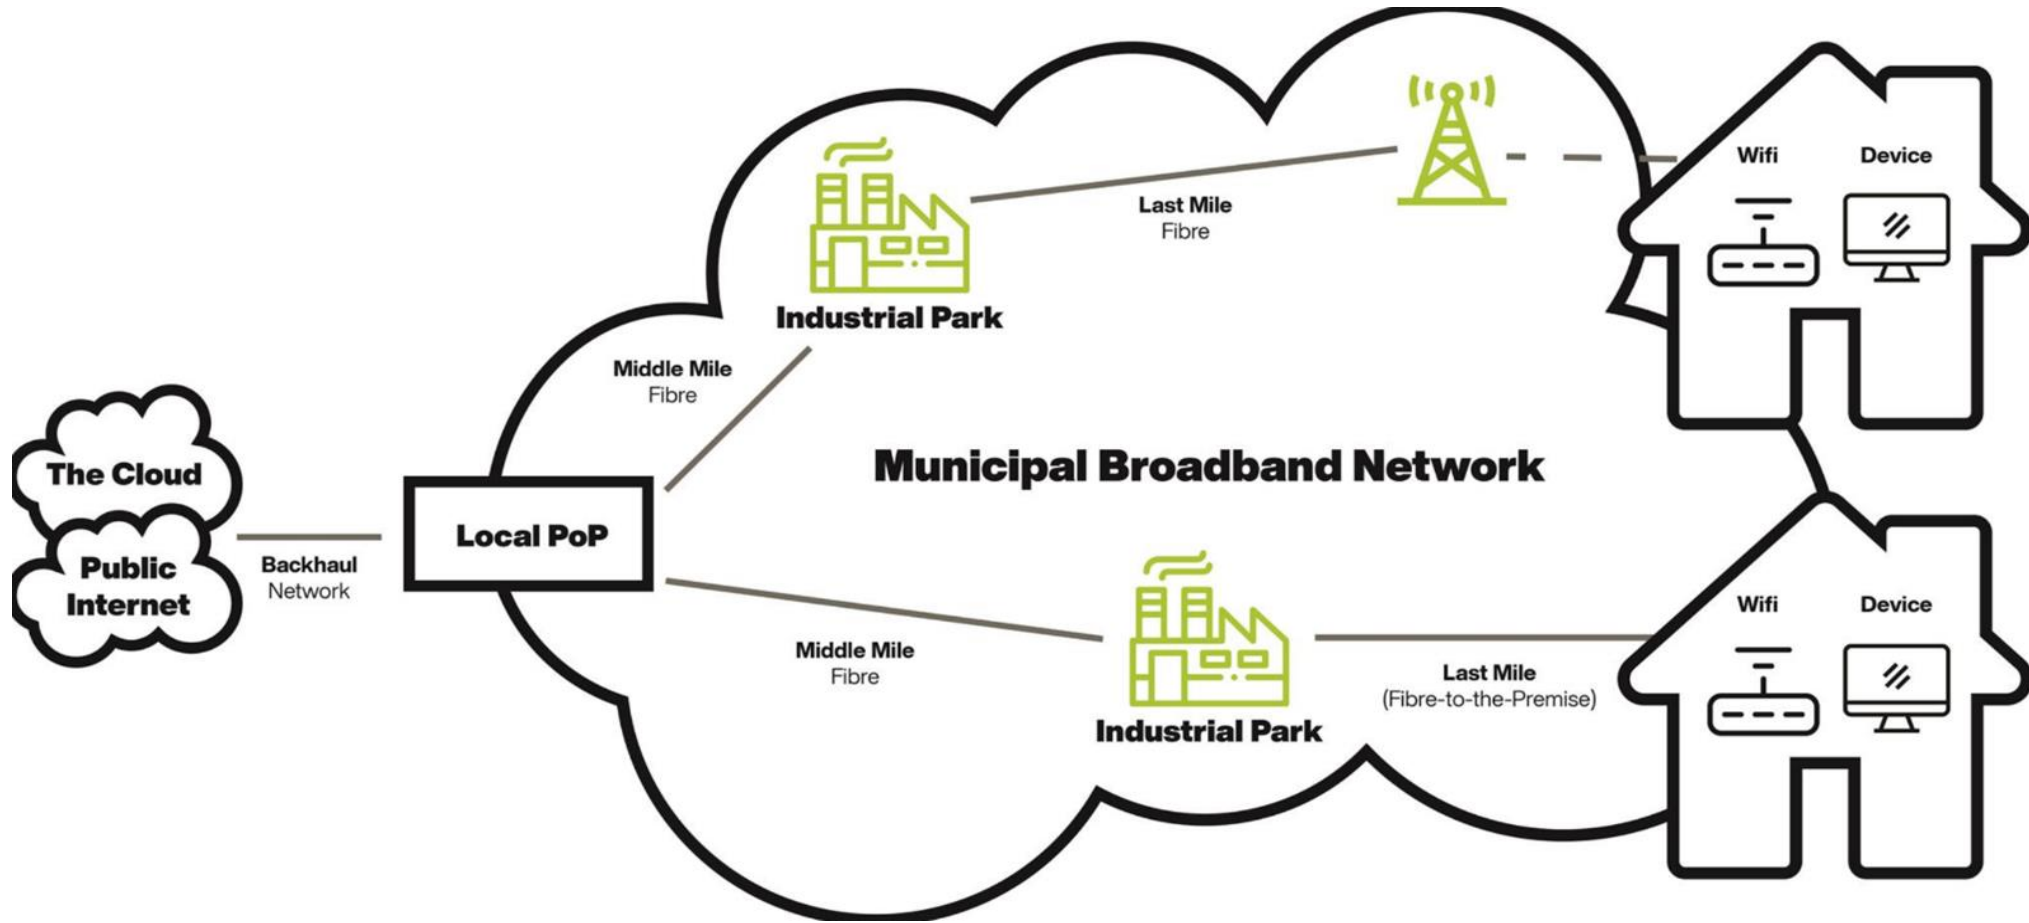 Wifi
Device
Last Mile
Fibre
Industrial Park
Middle Mile
Fibre
The Cloud
Municipal Broadband Network
Local PoP
Public
Internet
Backhaul
Network
Wifi
Device
Middle Mile
Fibre
Last Mile
(Fibre-to-the-Premise)
Industrial Park